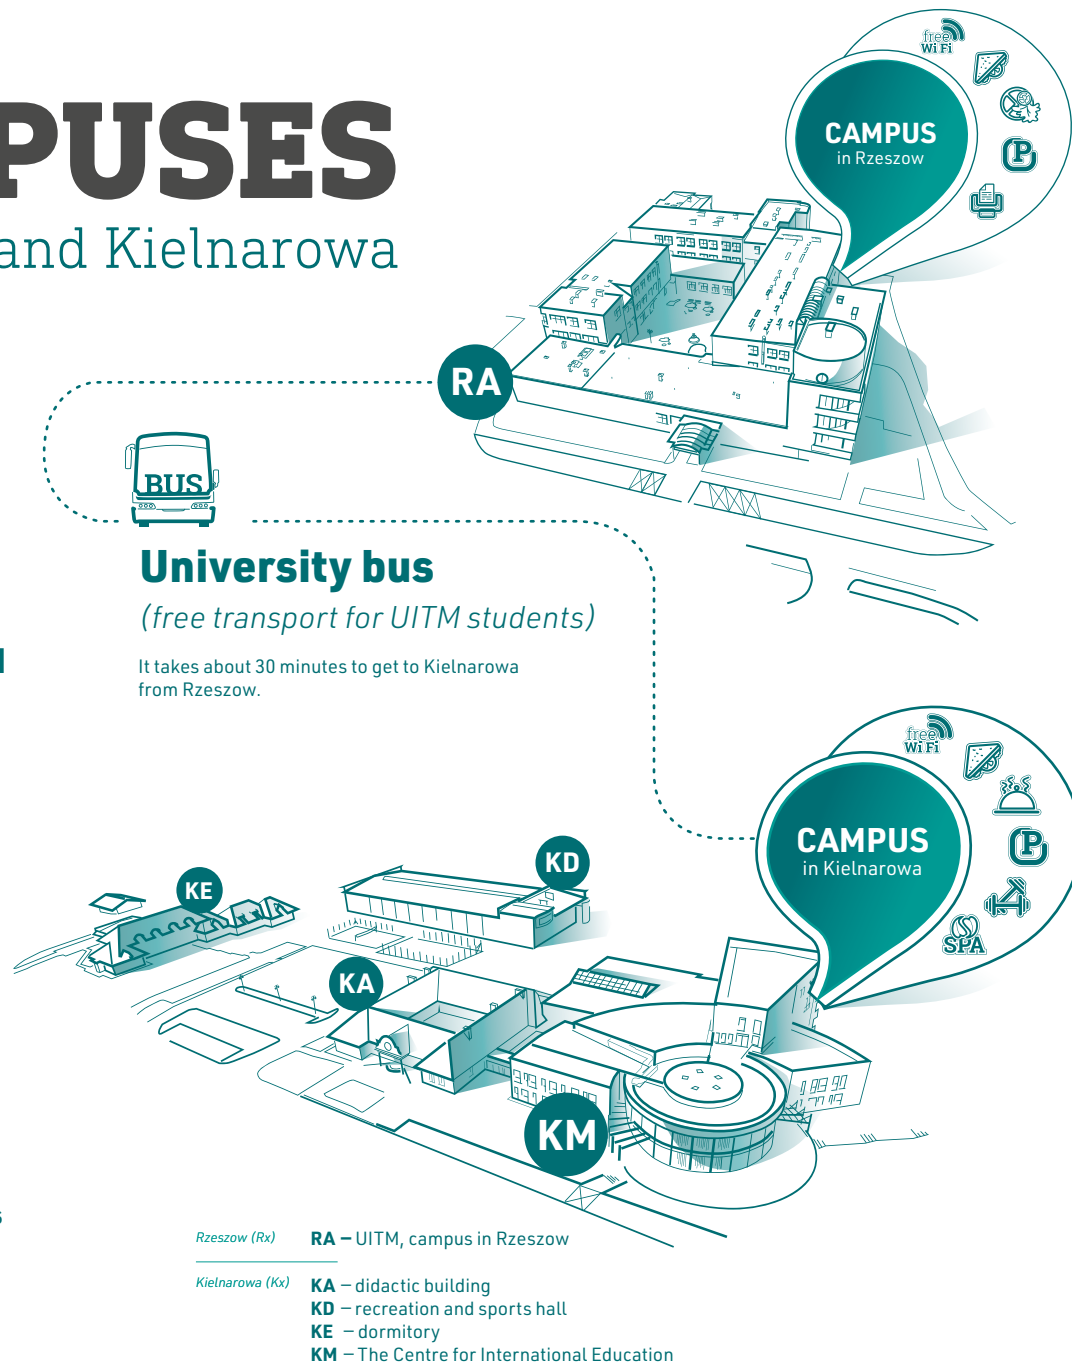 PUSES
and Kielnarowa
free
Wi Fi
P
CAMPUS
in Rzeszow
RA
BUS
University bus
(free transport for UITM students)
It takes about 30 minutes to get to Kielnarowa
from Rzeszow.
free
Wi Fi
P
SPA
CAMPUS
in Kielnarowa
KD
KE
KA
KM
Rzeszow (Rx) RA – UITM, campus in Rzeszow
Kielnarowa (Kx) KA – didactic building
KD – recreation and sports hall
KE – dormitory
KM – The Centre for International Education